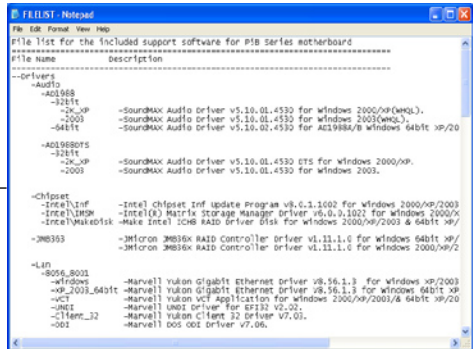 FILELIST - Notepad
File Edit Format View Help
File list for the included support software for P5B Series motherboard
================================================================
File Name Description
================================================================
--Drivers
-Audio
-AD1988
-32bit
-2K_XP -SoundMAX Audio Driver v5.10.01.4530 for Windows 2000/XP(WHQL).
-2003 -SoundMAX Audio Driver v5.10.01.4530 for Windows 2003(WHQL).
-64bit -SoundMAX Audio Driver v5.10.02.4530 for AD1988A/B Windows 64bit XP/20
-AD1988DTS
-32bit
-2K_XP -SoundMAX Audio Driver v5.10.01.4530 DTS for Windows 2000/XP.
-2003 -SoundMAX Audio Driver v5.10.01.4530 DTS for Windows 2003.
-Chipset
-Intel\Inf -Intel Chipset Inf Update Program v8.0.1.1002 for Windows 2000/XP/2003
-Intel\IMSM -Intel(R) Matrix Storage Manager Driver v6.0.0.1022 for Windows 2000/X
-Intel\MakeDisk -Make Intel ICH8 RAID Driver Disk for Windows 2000/XP/2003 & 64bit XP/
-JMB363 -JMicron JMB36X RAID Controller Driver v1.11.1.0 for Windows 64bit XP/
-JMicron JMB36X RAID Controller Driver v1.11.1.0 for Windows 2000/XP/2
-Lan
-8056_8001
-Windows -Marvell Yukon Gigabit Ethernet Driver v8.56.1.3 for Windows XP/2003
-XP_2003_64bit -Marvell Yukon Gigabit Ethernet Driver v8.56.1.3 for Windows 64bit XP/2
-VCT -Marvell Yukon VCT Application for Windows 2000/XP/2003/& 64bit XP/20
-UNDI -Marvell UNDI Driver for EFI32 V2.02.
-Client_32 -Marvell Yukon Client 32 Driver V7.03.
-ODI -Marvell DOS ODI Driver v7.06.